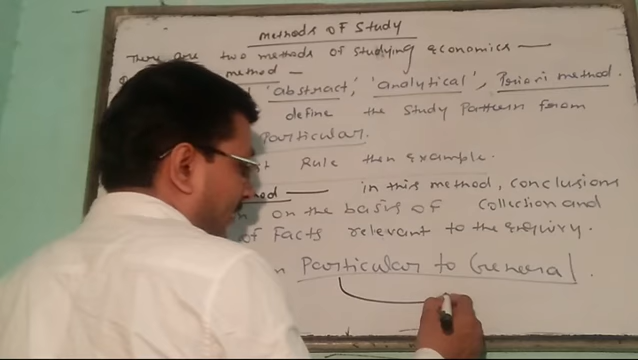 methods of Study
There are two methods of studying economics —
method —
'abstract', 'analytical', Priori method.
define the Study Pattern from
Particular.
Rule then Example.
in this method, conclusions
on the basis of collection and
of Facts relevant to the enquiry.
Particular to General.